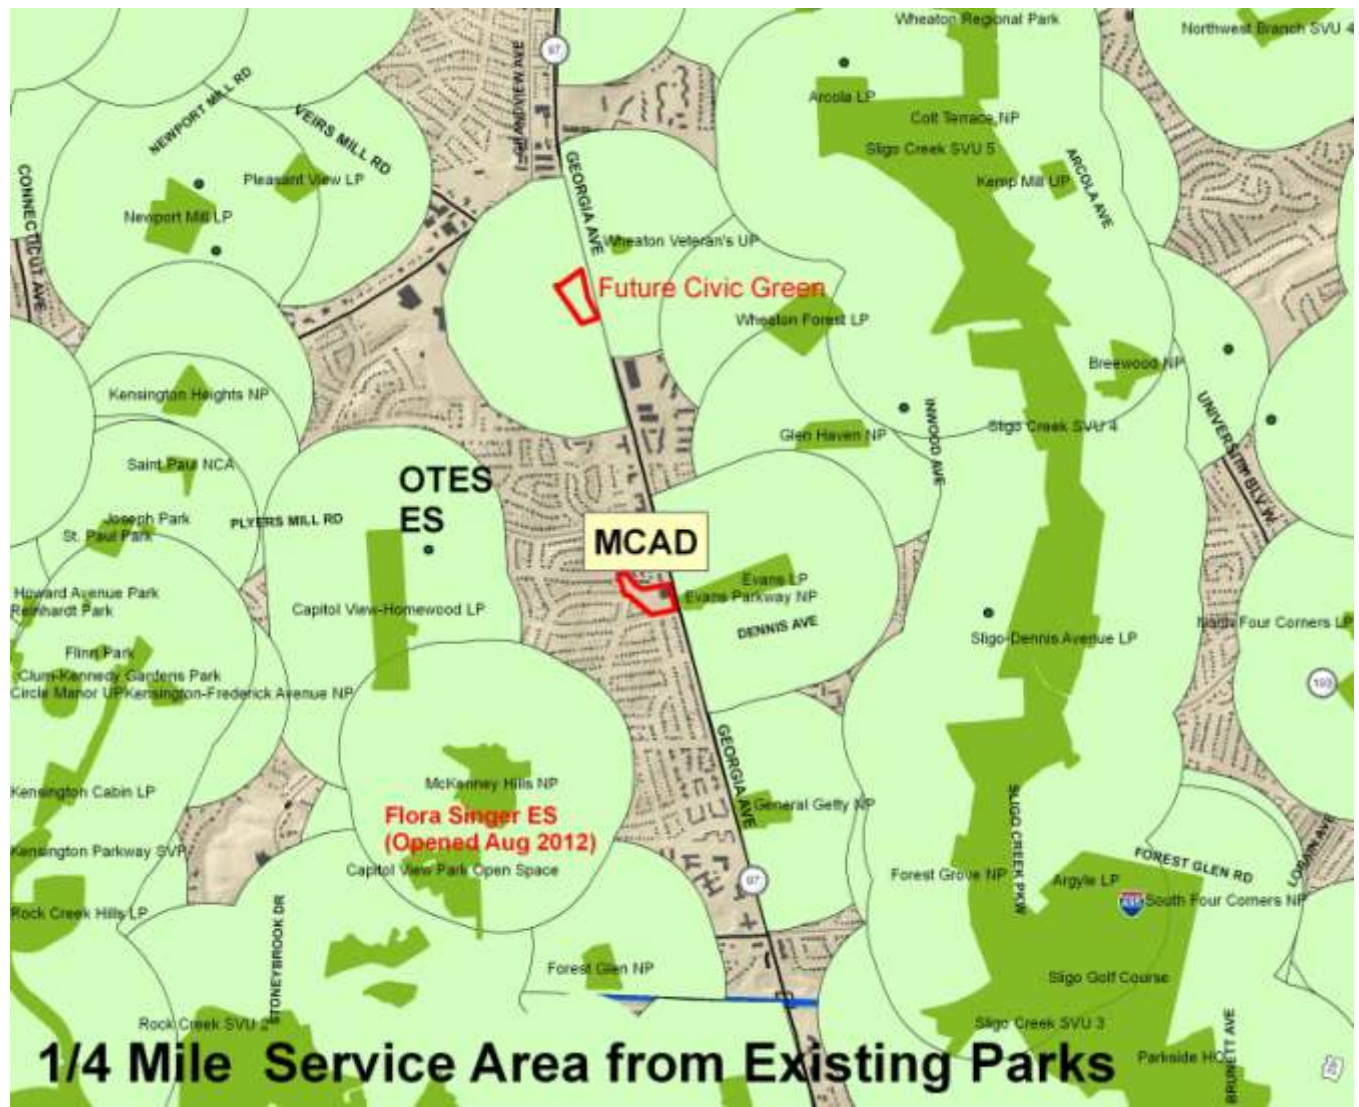 Wheaton Regional Park
Northwest Branch SVU 4
97
GRANDVIEW AVE
NEWPORT MILL RD
VEIRS MILL RD
Arcola LP
Colt Terrace NP
Sligo Creek SVU 5
GEORGIA AVE
ARCOLA AVE
CONNECTICUT AVE
Pleasant View LP
Kemp Mill UP
Newport Mill LP
Wheaton Veteran's UP
Future Civic Green
Wheaton Forest LP
Breewood NP
Kensington Heights NP
INWOOD AVE
UNIVERSITY BLV W.
Glen Haven NP
Sligo Creek SVU 4
Saint Paul NCA
OTES
ES
Joseph Park
PLYERS MILL RD
St. Paul Park
MCAD
Evans LP
Howard Avenue Park
Evans Parkway NP
Reinhardt Park
Capitol View-Homewood LP
DENNIS AVE
North Four Corners LP
Sligo-Dennis Avenue LP
Flinn Park
Clum-Kennedy Gardens Park
193
Circle Manor UP
Kensington-Frederick Avenue NP
GEORGIA AVE
McKenney Hills NP
Kensington Cabin LP
General Getty NP
Flora Singer ES
(Opened Aug 2012)
SLIGO CREEK PKW
Kensington Parkway SVP
FOREST GLEN RD
LORAIN AVE
Capitol View Park Open Space
Forest Grove NP
Argyle LP
97
South Four Corners NP
Rock Creek Hills LP
STONEYBROOK DR
Forest Glen NP
Sligo Golf Course
Rock Creek SVU 2
Sligo Creek SVU 3
BRUNETT AVE
Parkside HQ
1/4 Mile Service Area from Existing Parks